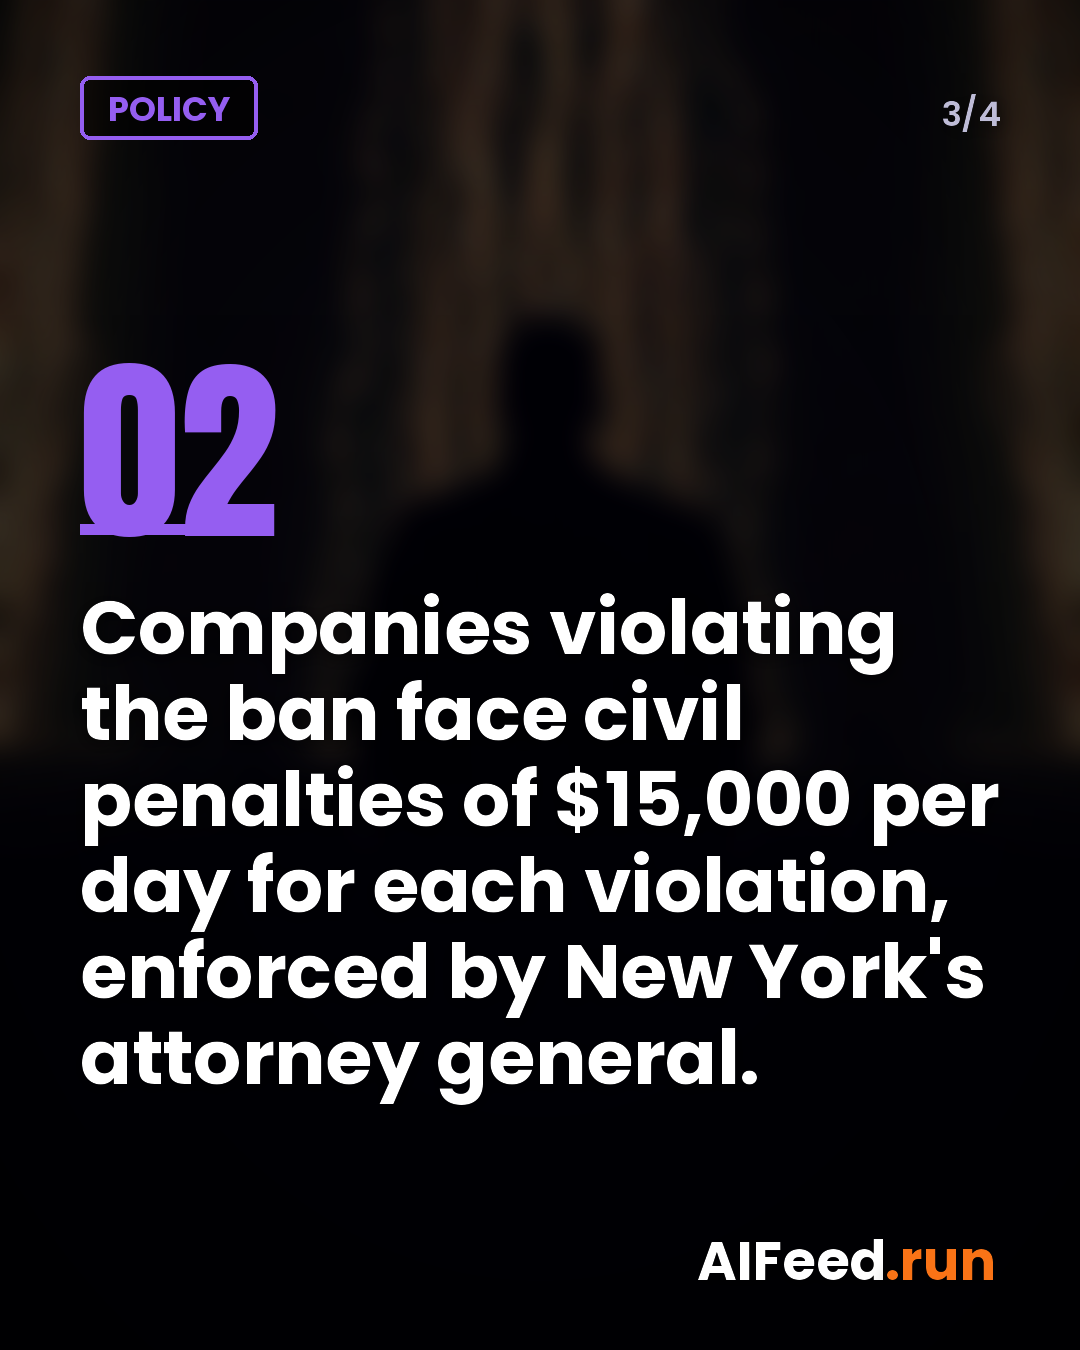 POLICY
3/4
02
Companies violating
the ban face civil
penalties of $15,000 per
day for each violation,
enforced by New York's
attorney general.
AIFeed.run